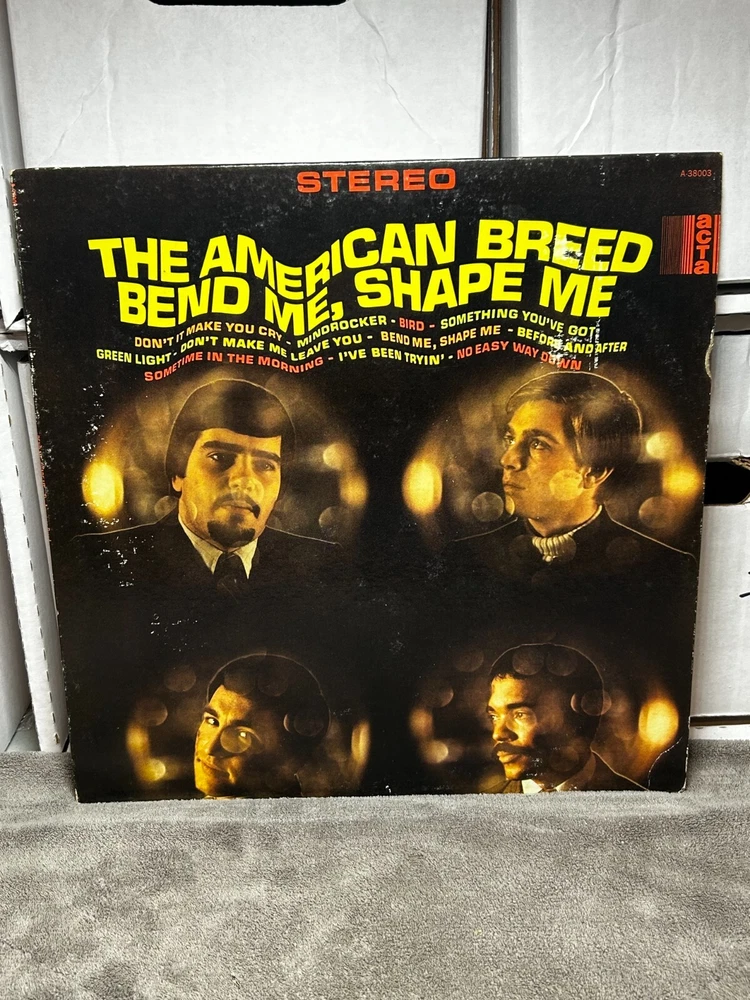 STEREO
A-38003
acta
THE AMERICAN BREED
BEND ME, SHAPE ME
DON'T IT MAKE YOU CRY - MINDROCKER - BIRD - SOMETHING YOU'VE GOT
GREEN LIGHT - DON'T MAKE ME LEAVE YOU - BEND ME, SHAPE ME - BEFORE AND AFTER
SOMETIME IN THE MORNING - I'VE BEEN TRYIN' - NO EASY WAY DOWN